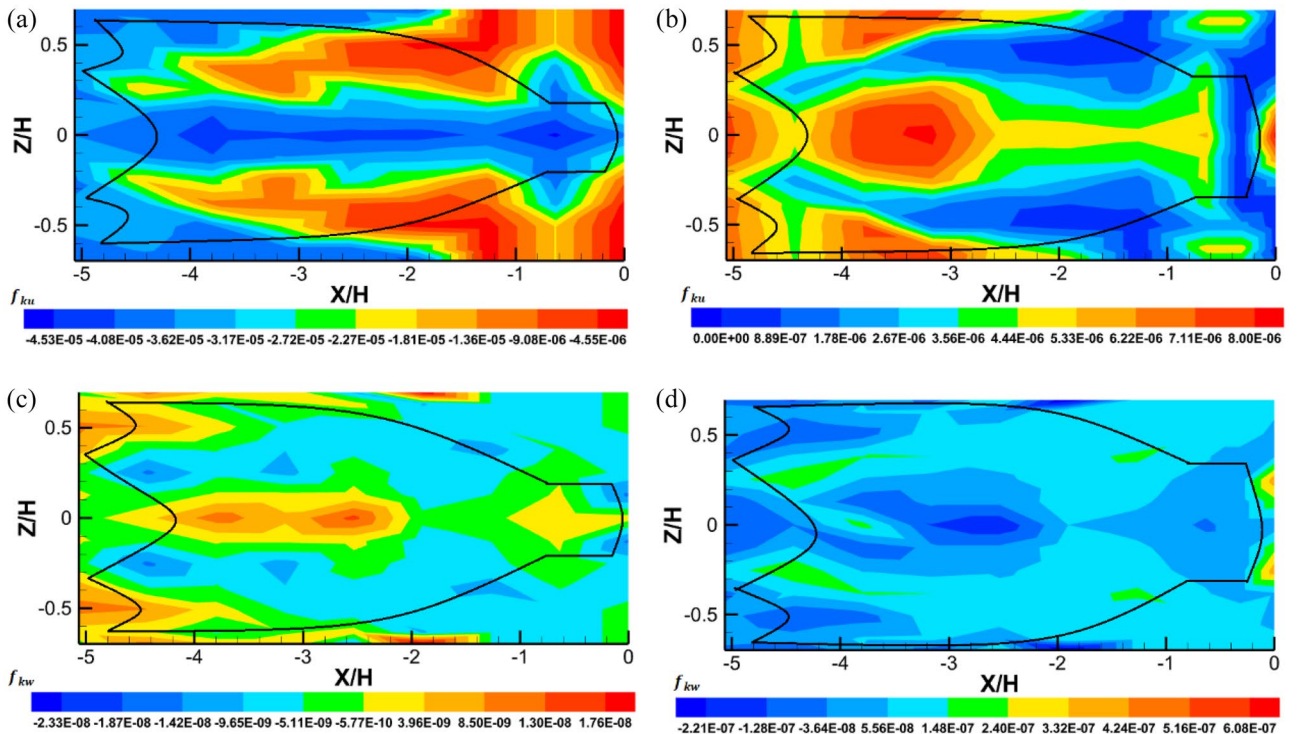 (a)
Z/H
0.5
0
-0.5
-5 -4 -3 -2 -1 0
X/H
f_ku
-4.53E-05 -4.08E-05 -3.62E-05 -3.17E-05 -2.72E-05 -2.27E-05 -1.81E-05 -1.36E-05 -9.08E-06 -4.55E-06
(b)
Z/H
0.5
0
-0.5
-5 -4 -3 -2 -1 0
X/H
f_ku
0.00E+00 8.89E-07 1.78E-06 2.67E-06 3.56E-06 4.44E-06 5.33E-06 6.22E-06 7.11E-06 8.00E-06
(c)
Z/H
0.5
0
-0.5
-5 -4 -3 -2 -1 0
X/H
f_kw
-2.33E-08 -1.87E-08 -1.42E-08 -9.65E-09 -5.11E-09 -5.77E-10 3.96E-09 8.50E-09 1.30E-08 1.76E-08
(d)
Z/H
0.5
0
-0.5
-5 -4 -3 -2 -1 0
X/H
f_kw
-2.21E-07 -1.28E-07 -3.64E-08 5.56E-08 1.48E-07 2.40E-07 3.32E-07 4.24E-07 5.16E-07 6.08E-07